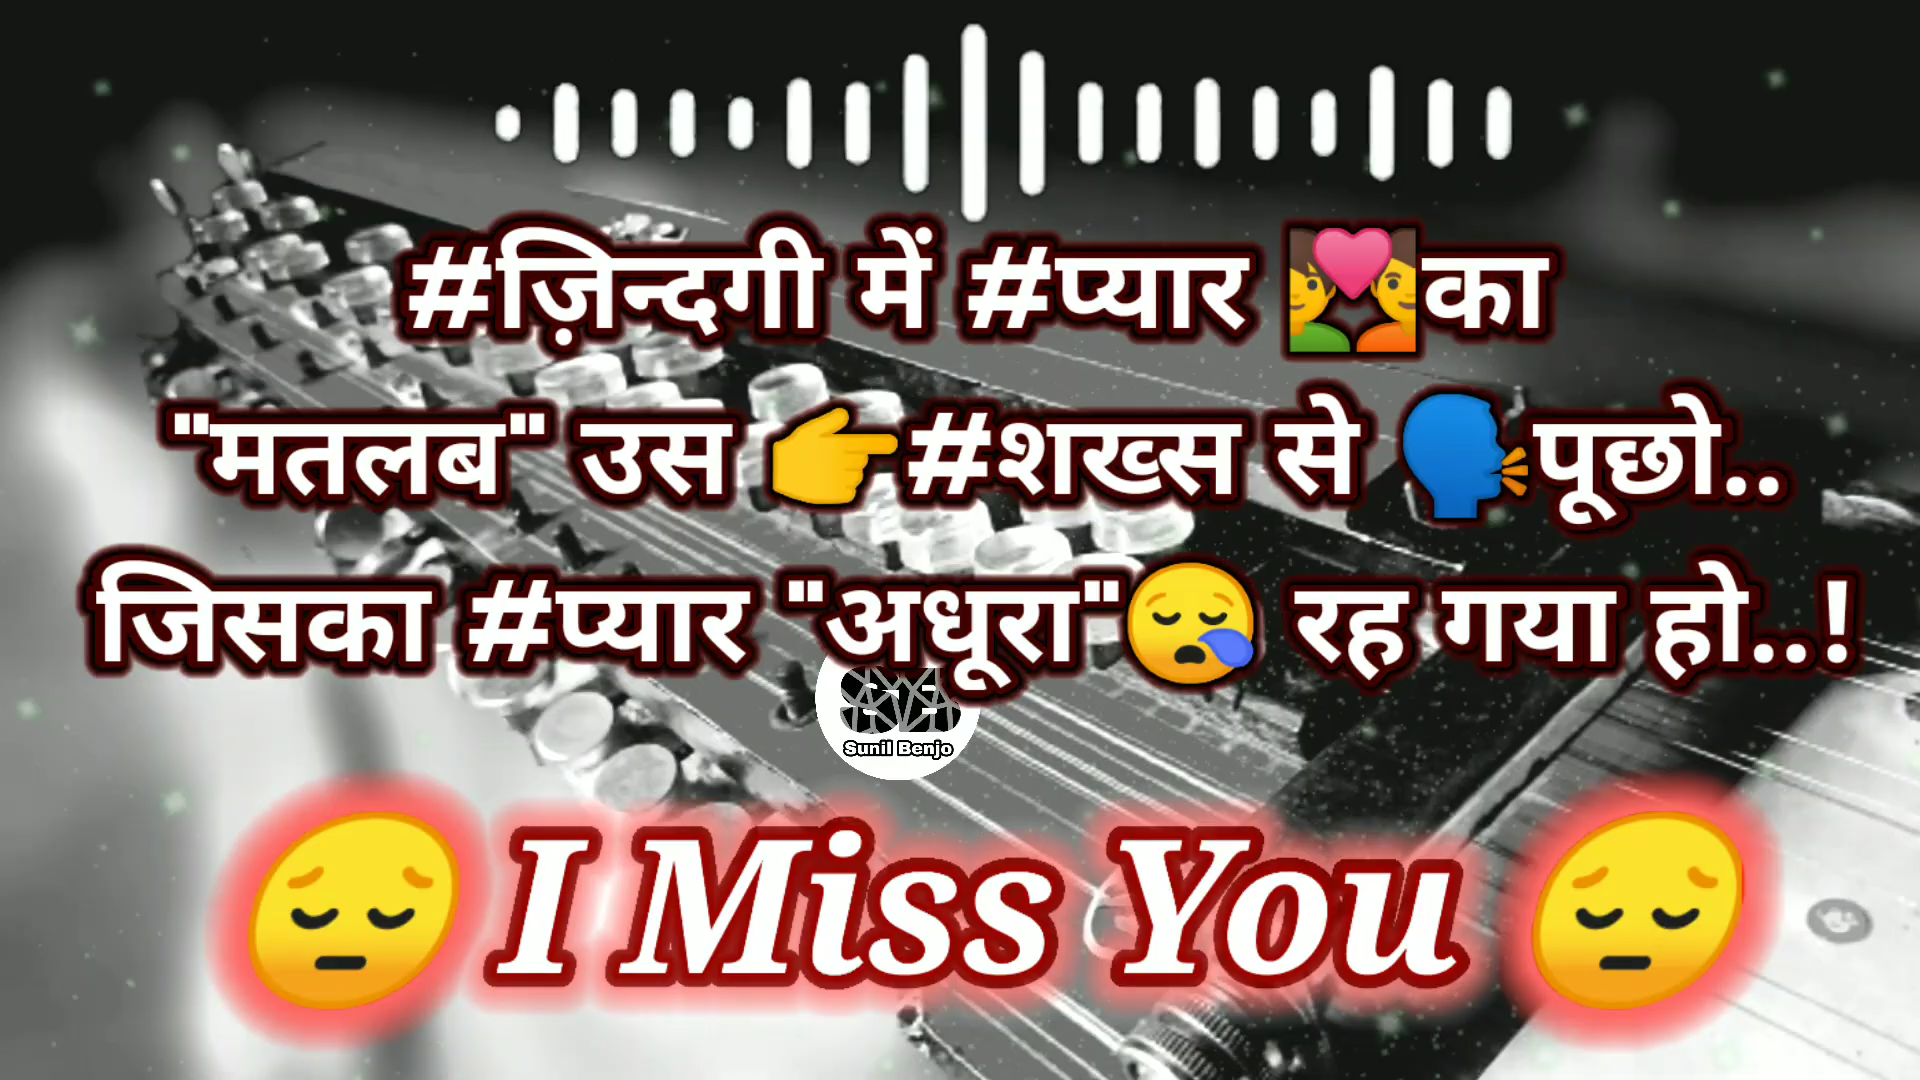 #ज़िन्दगी में #प्यार 💑का
"मतलब" उस 👉#शख्स से 🗣️पूछो..
जिसका #प्यार "अधूरा"😪 रह गया हो..!
Sunil Benjo
😔 I Miss You 😔